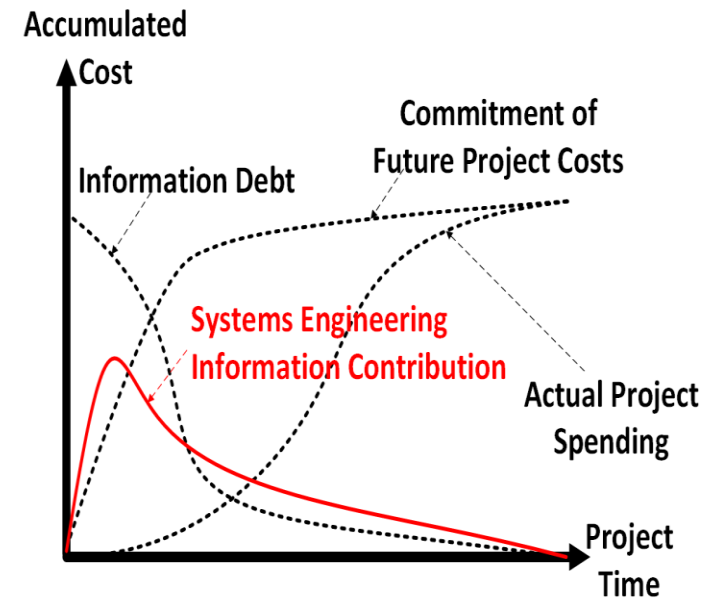 Accumulated
Cost
Commitment of
Future Project Costs
Information Debt
Systems Engineering
Information Contribution
Actual Project
Spending
Project
Time